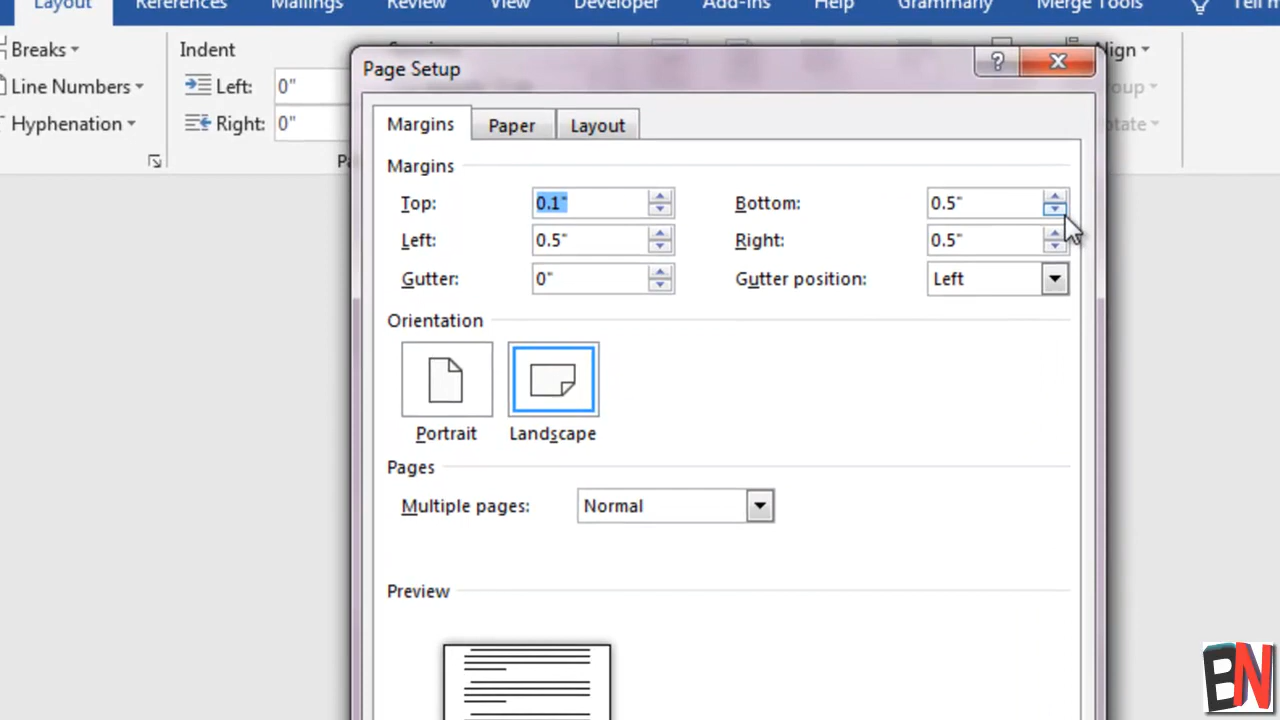 Layout References Mailings Review View Developer Add-ins Help Grammarly Merge Tools Tell m
Breaks Indent Align
Line Numbers Left: 0"
Hyphenation Right: 0"
Page Setup ?
Margins Paper Layout
Margins
Top: 0.1" Bottom: 0.5"
Left: 0.5" Right: 0.5"
Gutter: 0" Gutter position: Left
Orientation
Portrait Landscape
Pages
Multiple pages: Normal
Preview
BN